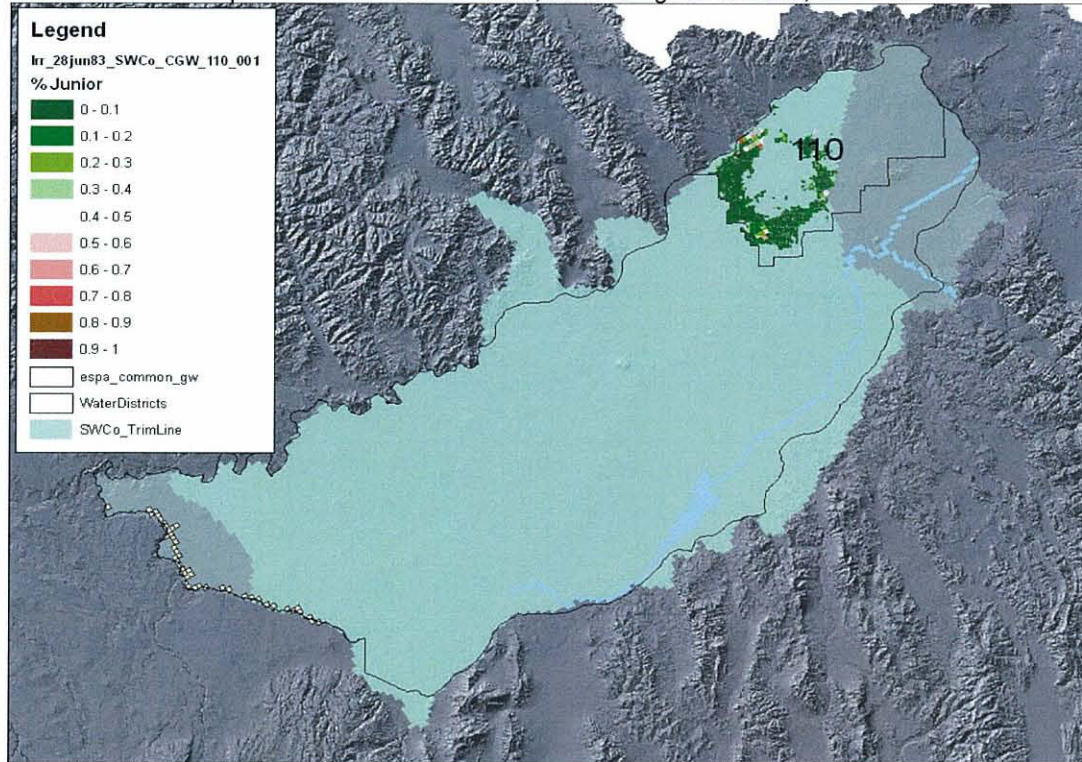 Legend
Irr_28jun83_SWCo_CGW_110_001
% Junior
0 - 0.1
0.1 - 0.2
0.2 - 0.3
0.3 - 0.4
0.4 - 0.5
0.5 - 0.6
0.6 - 0.7
0.7 - 0.8
0.8 - 0.9
0.9 - 1
espa_common_gw
WaterDistricts
SWCo_TrimLine
110